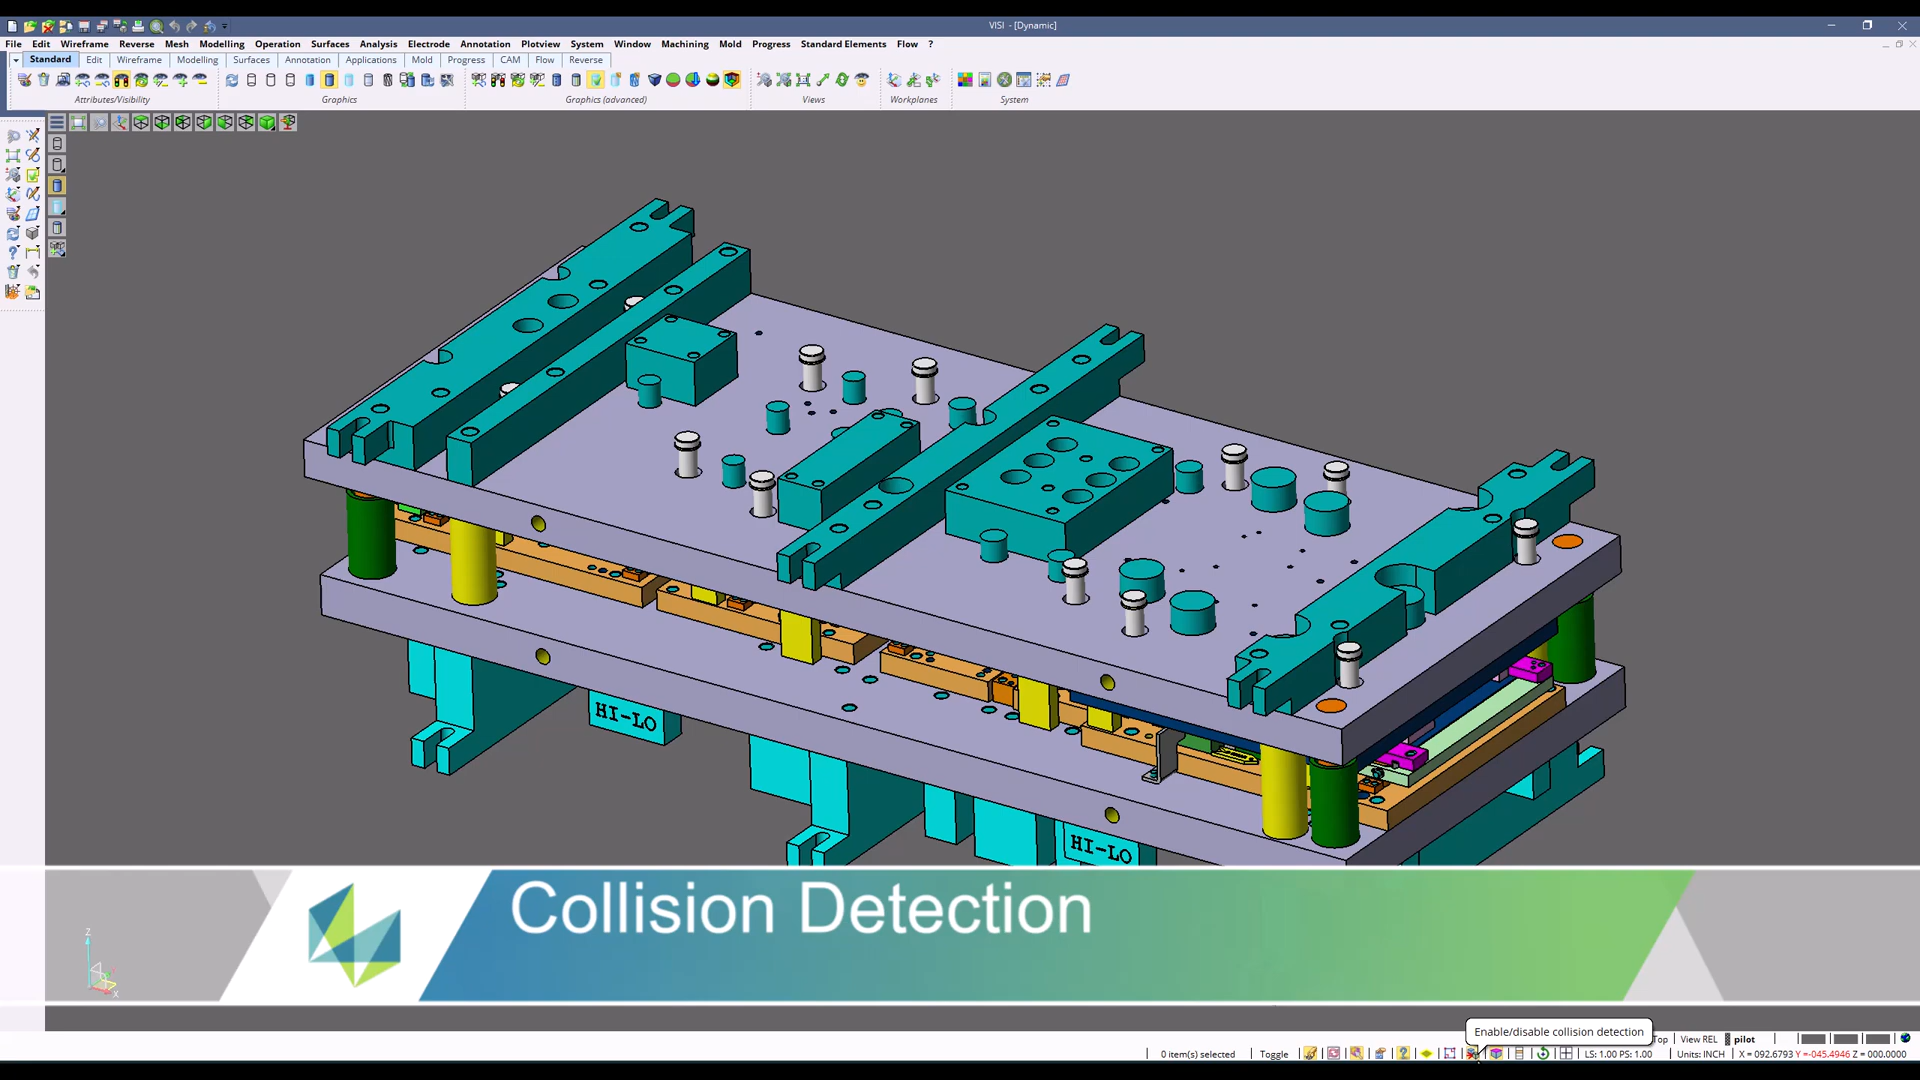 VISI - [Dynamic]
File Edit Wireframe Reverse Mesh Modelling Operation Surfaces Analysis Electrode Annotation Plotview System Window Machining Mold Progress Standard Elements Flow ?
Standard Edit Wireframe Modelling Surfaces Annotation Applications Mold Progress CAM Flow Reverse
Attributes/Visibility Graphics Graphics (advanced) Views Workplanes System
HI-LO
HI-LO
Collision Detection
Z
X
Enable/disable collision detection
Top View REL pilot
0 item(s) selected Toggle LS: 1.00 PS: 1.00 Units: INCH X = 092.6793 Y =-045.4946 Z = 000.0000